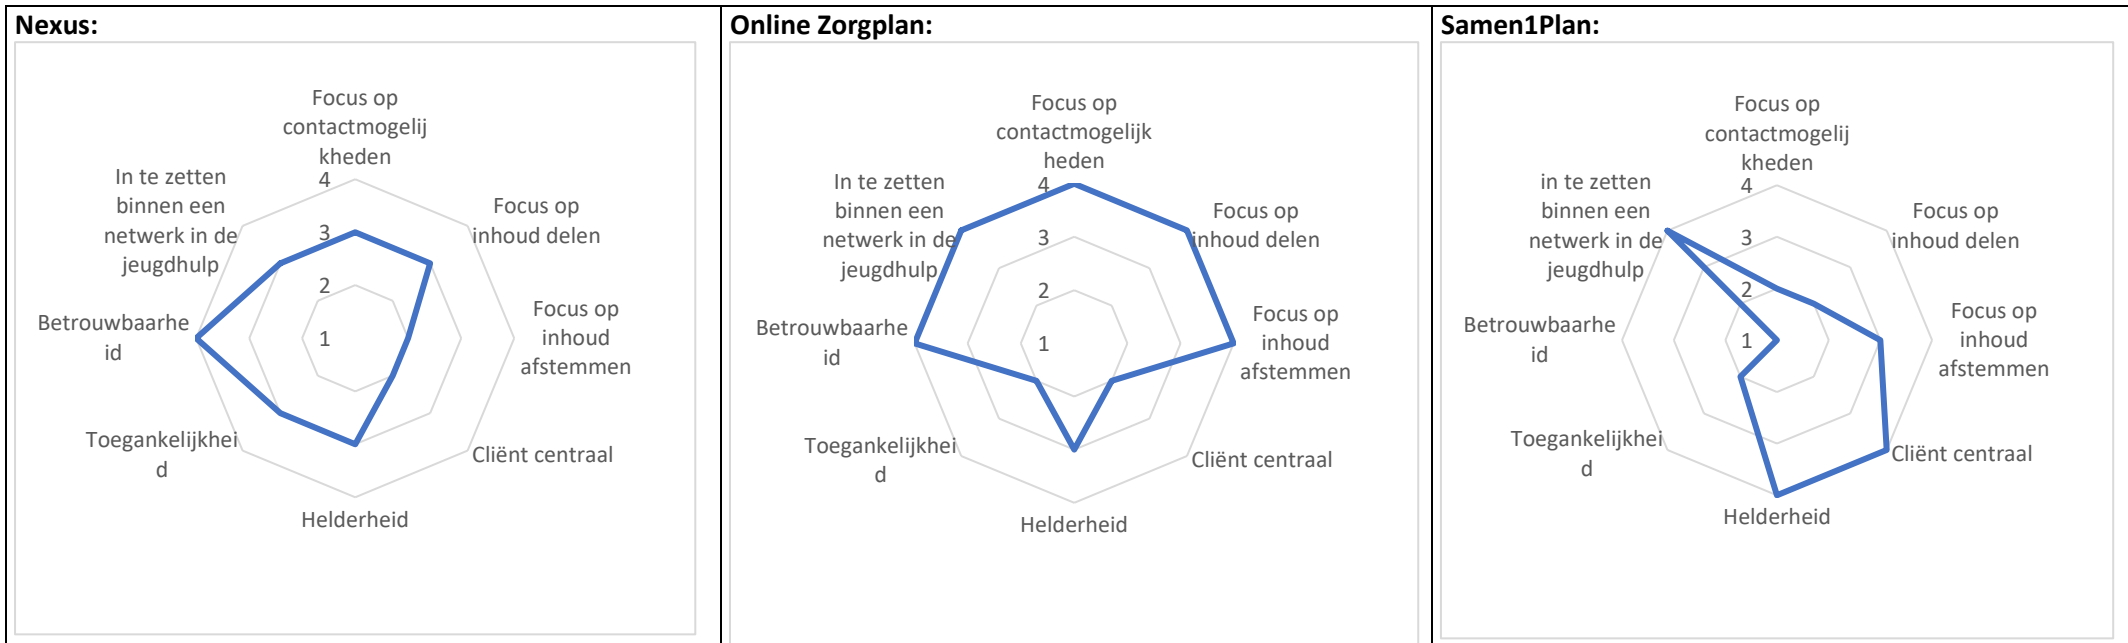 Nexus:
Focus op
contactmogelij
kheden
In te zetten
binnen een
netwerk in de
jeugdhulp
4
3
2
1
Focus op
inhoud delen
Betrouwbaarhe
id
Focus op
inhoud
afstemmen
Toegankelijkhei
d
Cliënt centraal
Helderheid
Online Zorgplan:
Focus op
contactmogelijk
heden
In te zetten
binnen een
netwerk in de
jeugdhulp
4
3
2
1
Focus op
inhoud delen
Betrouwbaarhe
id
Focus op
inhoud
afstemmen
Toegankelijkhei
d
Cliënt centraal
Helderheid
Samen1Plan:
Focus op
contactmogelij
kheden
in te zetten
binnen een
netwerk in de
jeugdhulp
4
3
2
1
Focus op
inhoud delen
Betrouwbaarhe
id
Focus op
inhoud
afstemmen
Toegankelijkhei
d
Cliënt centraal
Helderheid